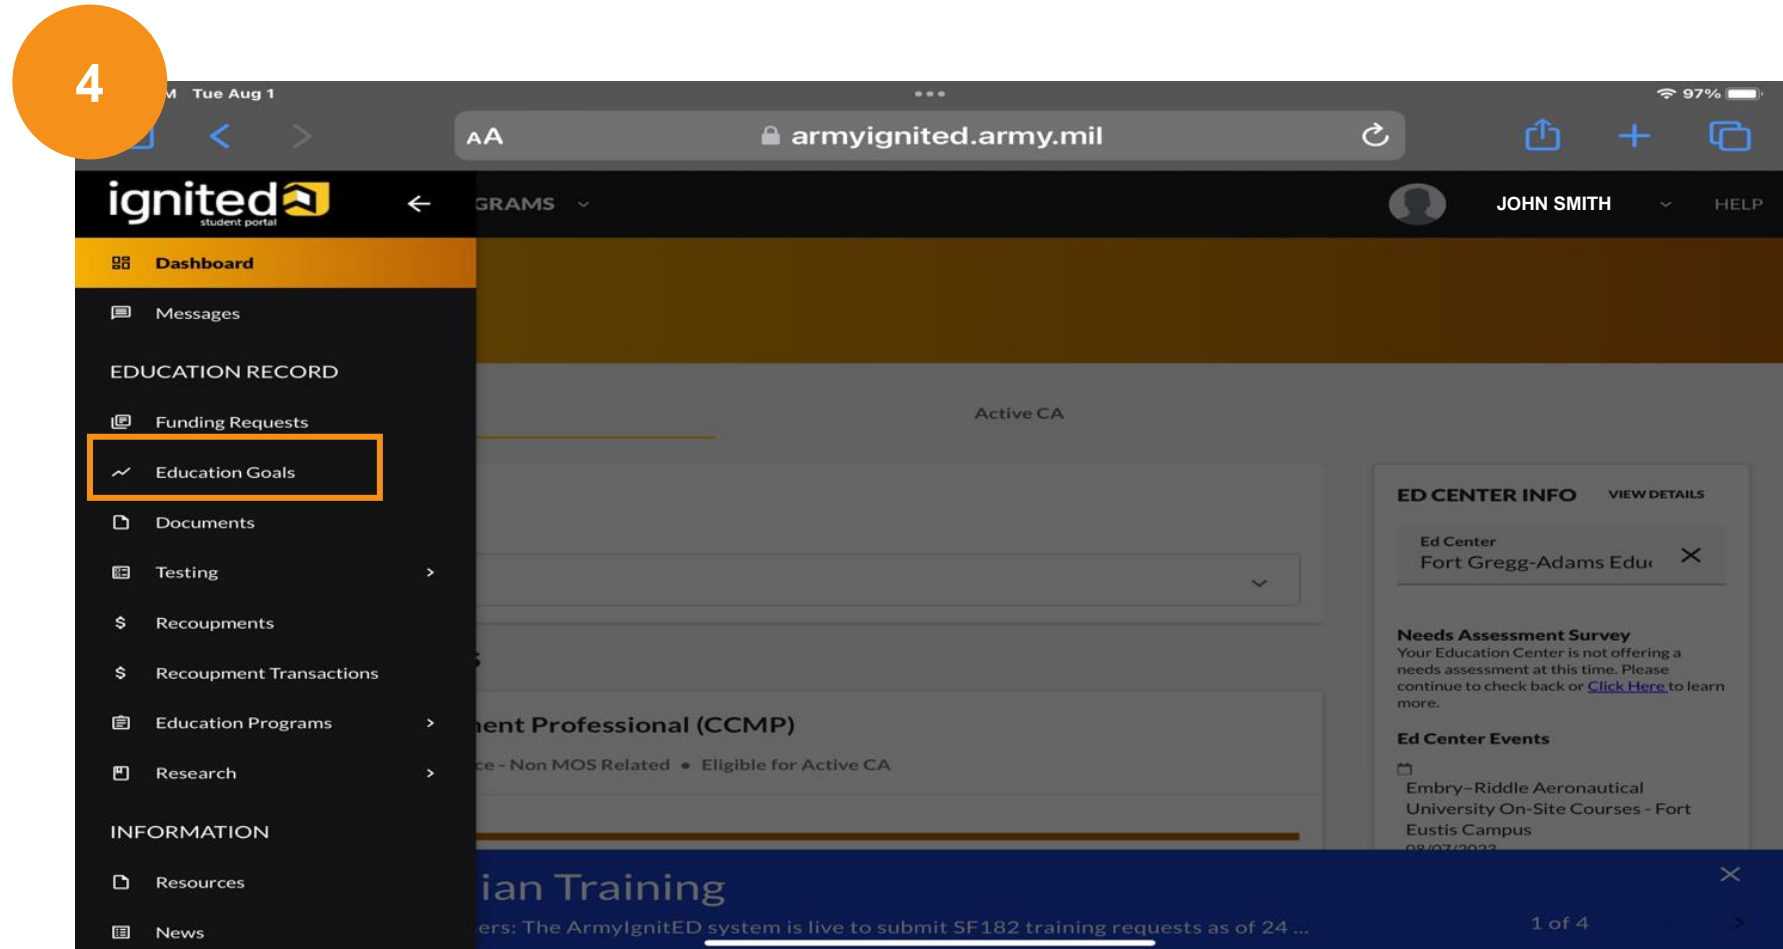 4
M Tue Aug 1
97%
AA
armyignited.army.mil
ignited
student portal
GRAMS
JOHN SMITH
HELP
Dashboard
Messages
EDUCATION RECORD
Funding Requests
Education Goals
Documents
Testing
$ Recoupments
$ Recoupment Transactions
Education Programs
Research
INFORMATION
Resources
News
Active CA
ED CENTER INFO VIEW DETAILS
Ed Center
Fort Gregg-Adams Edu
Needs Assessment Survey
Your Education Center is not offering a
needs assessment at this time. Please
continue to check back or Click Here to learn
more.
Ed Center Events
Embry-Riddle Aeronautical
University On-Site Courses - Fort
Eustis Campus
08/07/2023
s
ent Professional (CCMP)
ce - Non MOS Related • Eligible for Active CA
ian Training
ers: The ArmyIgnitED system is live to submit SF182 training requests as of 24 ...
1 of 4